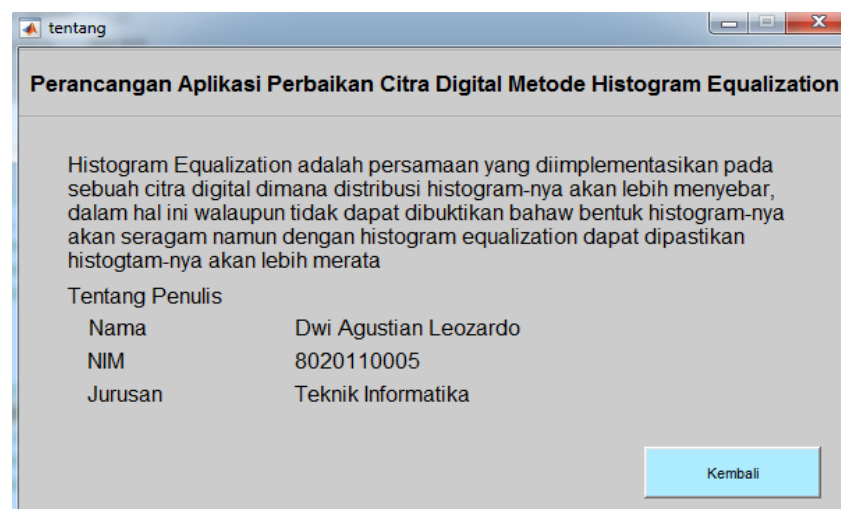 tentang
Perancangan Aplikasi Perbaikan Citra Digital Metode Histogram Equalization
Histogram Equalization adalah persamaan yang diimplementasikan pada
sebuah citra digital dimana distribusi histogram-nya akan lebih menyebar,
dalam hal ini walaupun tidak dapat dibuktikan bahaw bentuk histogram-nya
akan seragam namun dengan histogram equalization dapat dipastikan
histogtam-nya akan lebih merata
Tentang Penulis
Nama Dwi Agustian Leozardo
NIM 8020110005
Jurusan Teknik Informatika
Kembali